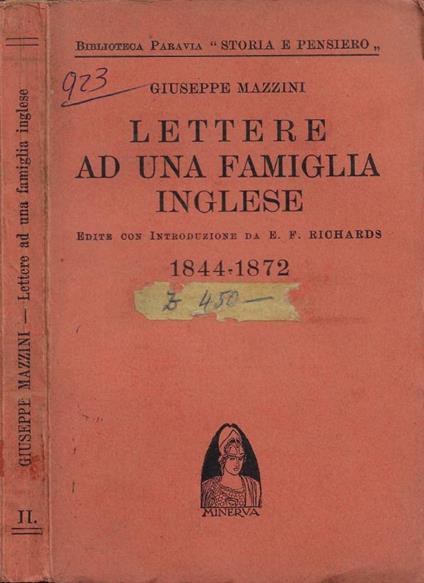 GIUSEPPE MAZZINI — Lettere ad una famiglia inglese
II.
BIBLIOTECA PARAVIA "STORIA E PENSIERO„
923
GIUSEPPE MAZZINI
LETTERE
AD UNA FAMIGLIA
INGLESE
EDITE CON INTRODUZIONE DA E. F. RICHARDS
1844-1872
£ 450—
MINERVA